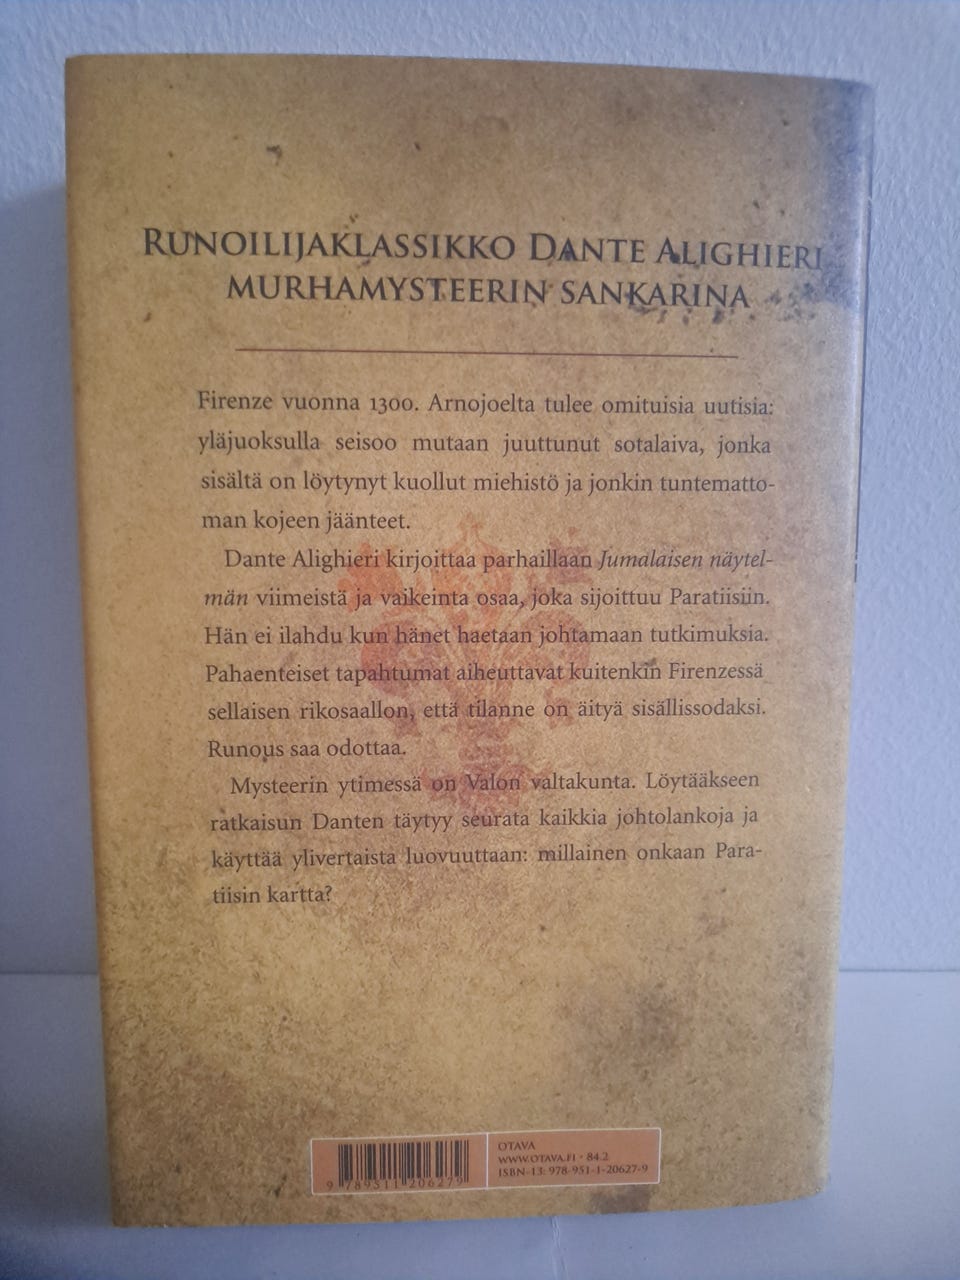 RUNOILIJAKLASSIKKO DANTE ALIGHIERI
MURHAMYSTEERIN SANKARINA
Firenze vuonna 1300. Arnojoelta tulee omituisia uutisia:
yläjuoksulla seisoo mutaan juuttunut sotalaiva, jonka
sisältä on löytynyt kuollut miehistö ja jonkin tuntematto-
man kojeen jäänteet.
Dante Alighieri kirjoittaa parhaillaan Jumalaisen näytel-
män viimeistä ja vaikeinta osaa, joka sijoittuu Paratiisiin.
Hän ei ilahdu kun hänet haetaan johtamaan tutkimuksia.
Pahaenteiset tapahtumat aiheuttavat kuitenkin Firenzessä
sellaisen rikosaallon, että tilanne on äityä sisällissodaksi.
Runous saa odottaa.
Mysteerin ytimessä on Valon valtakunta. Löytääkseen
ratkaisun Danten täytyy seurata kaikkia johtolankoja ja
käyttää ylivertaista luovuuttaan: millainen onkaan Para-
tiisin kartta?
OTAVA
WWW.OTAVA.FI • 84.2
ISBN-13: 978-951-1-20627-9
9 789511 206279